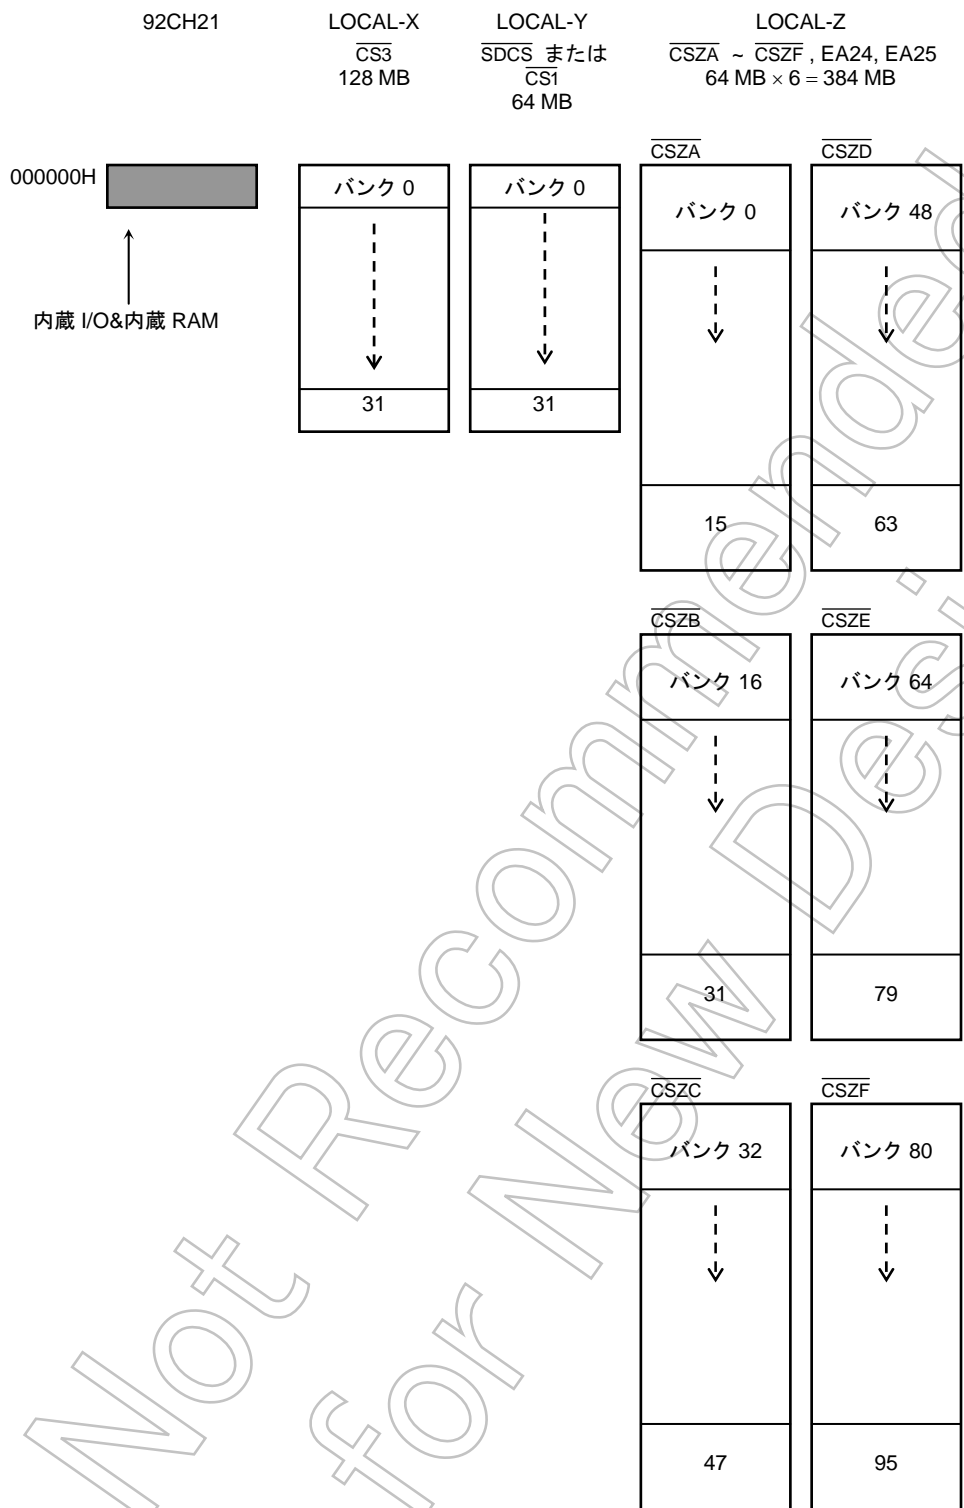 92CH21
LOCAL-X
CS3
128 MB
LOCAL-Y
SDCS または
CS1
64 MB
LOCAL-Z
CSZA ~ CSZF , EA24, EA25
64 MB × 6 = 384 MB
000000H
内蔵 I/O&内蔵 RAM
バンク 0
31
バンク 0
31
CSZA
バンク 0
15
CSZD
バンク 48
63
CSZB
バンク 16
31
CSZE
バンク 64
79
CSZC
バンク 32
47
CSZF
バンク 80
95
Not Recommended
for New Desi